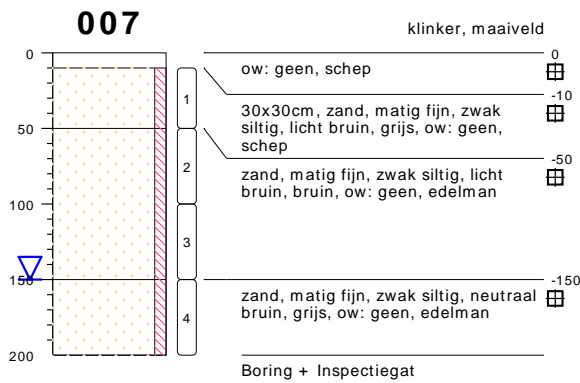 007
klinker, maaiveld
0
0
ow: geen, schep
-10
1
30x30cm, zand, matig fijn, zwak
siltig, licht bruin, grijs, ow: geen,
schep
50
-50
2
zand, matig fijn, zwak siltig, licht
bruin, bruin, ow: geen, edelman
100
3
150
-150
4
zand, matig fijn, zwak siltig, neutraal
bruin, grijs, ow: geen, edelman
200
Boring + Inspectiegat